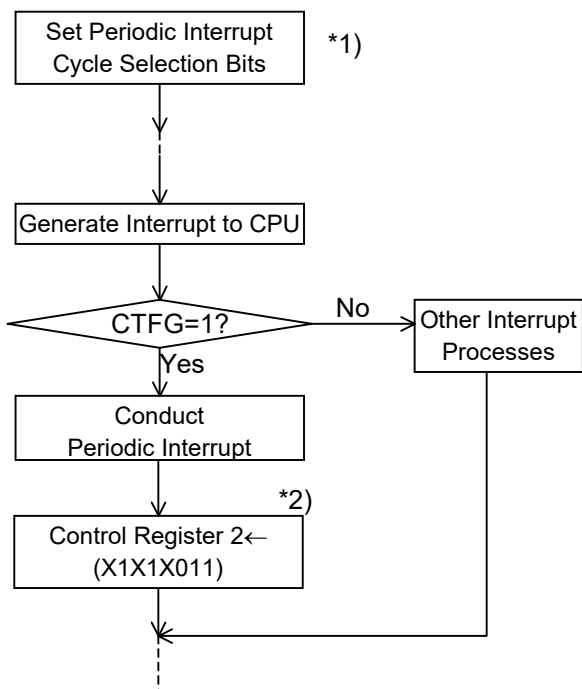 Set Periodic Interrupt
Cycle Selection Bits
*1)
Generate Interrupt to CPU
CTFG=1?
No
Other Interrupt
Processes
Yes
Conduct
Periodic Interrupt
*2)
Control Register 2←
(X1X1X011)